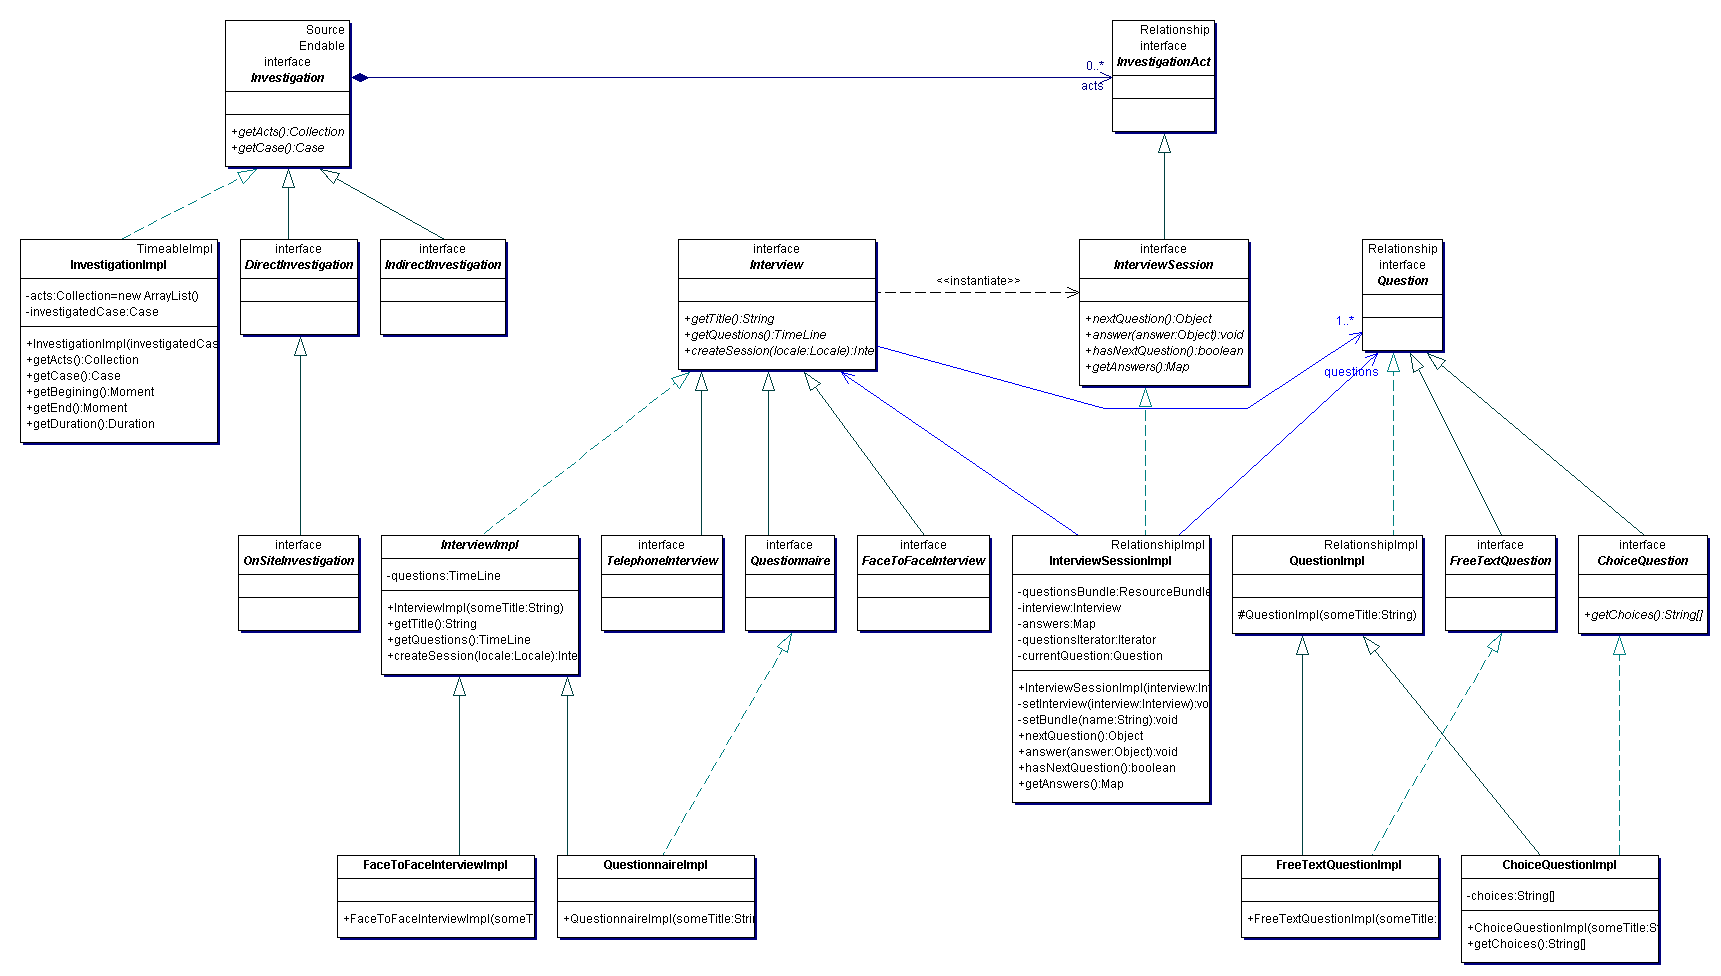 Source
Endable
interface
Investigation
+getActs():Collection
+getCase():Case
Relationship
interface
InvestigationAct
0..*
acts
TimeableImpl
InvestigationImpl
-acts:Collection=new ArrayList()
-investigatedCase:Case
+InvestigationImpl(investigatedCas
+getActs():Collection
+getCase():Case
+getBegining():Moment
+getEnd():Moment
+getDuration():Duration
interface
DirectInvestigation
interface
IndirectInvestigation
interface
Interview
+getTitle():String
+getQuestions():TimeLine
+createSession(locale:Locale):Inte
<<instantiate>>
interface
InterviewSession
+nextQuestion():Object
+answer(answer:Object):void
+hasNextQuestion():boolean
+getAnswers():Map
Relationship
interface
Question
1..*
questions
interface
OnSiteInvestigation
InterviewImpl
-questions:TimeLine
+InterviewImpl(someTitle:String)
+getTitle():String
+getQuestions():TimeLine
+createSession(locale:Locale):Inte
interface
TelephoneInterview
interface
Questionnaire
interface
FaceToFaceInterview
RelationshipImpl
InterviewSessionImpl
-questionsBundle:ResourceBundle
-interview:Interview
-answers:Map
-questionsIterator:Iterator
-currentQuestion:Question
+InterviewSessionImpl(interview:Int
-setInterview(interview:Interview):vo
-setBundle(name:String):void
+nextQuestion():Object
+answer(answer:Object):void
+hasNextQuestion():boolean
+getAnswers():Map
RelationshipImpl
QuestionImpl
#QuestionImpl(someTitle:String)
interface
FreeTextQuestion
interface
ChoiceQuestion
+getChoices():String[]
FaceToFaceInterviewImpl
+FaceToFaceInterviewImpl(someT
QuestionnaireImpl
+QuestionnaireImpl(someTitle:Strin
FreeTextQuestionImpl
+FreeTextQuestionImpl(someTitle:
ChoiceQuestionImpl
-choices:String[]
+ChoiceQuestionImpl(someTitle:St
+getChoices():String[]